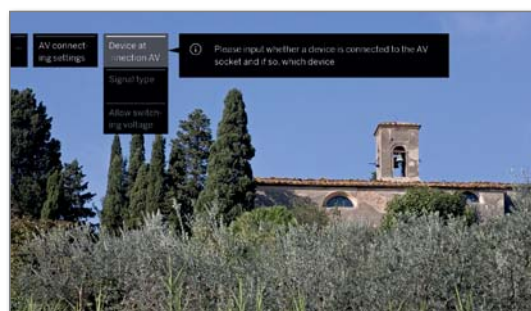 ...
AV connect-
ing settings
Device at
connection AV
Signal type
Allow switch-
ing voltage
Please input whether a device is connected to the AV
socket and if so, which device